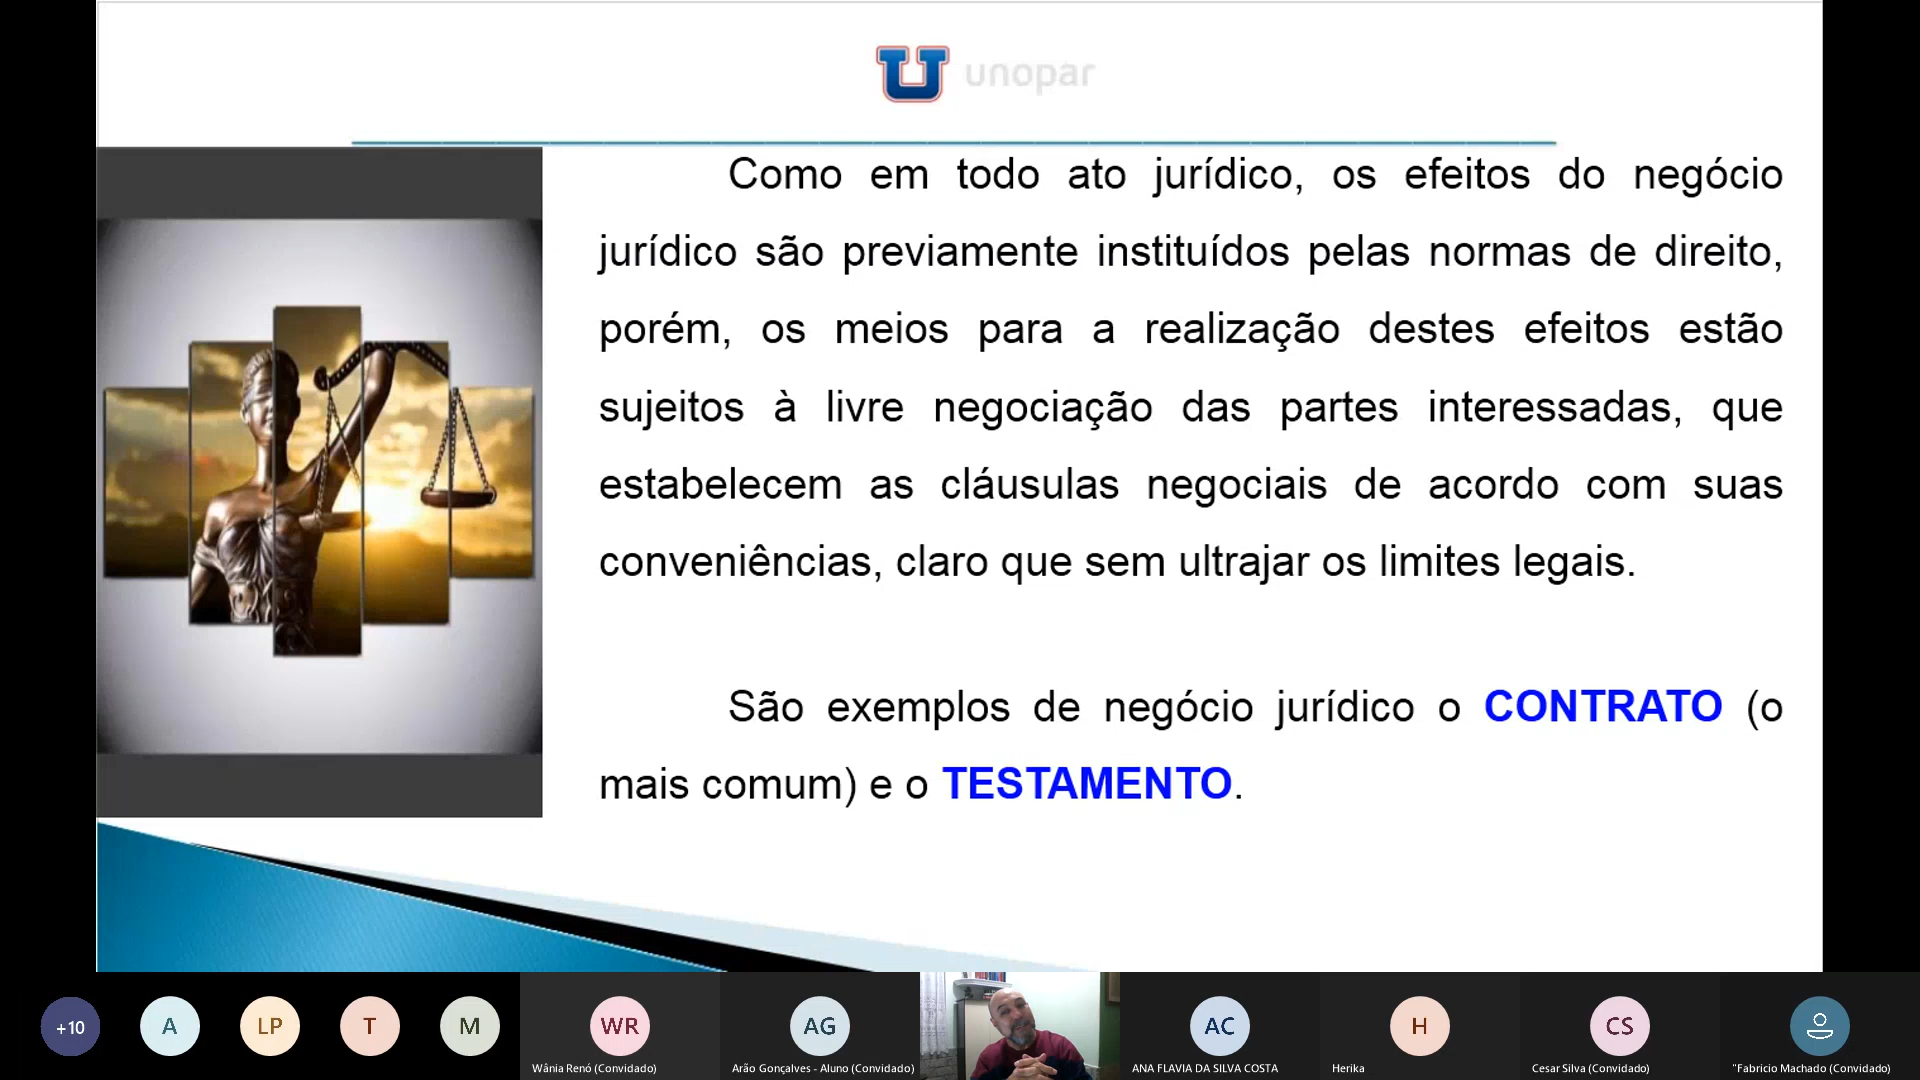 unopar
Como em todo ato jurídico, os efeitos do negócio
jurídico são previamente instituídos pelas normas de direito,
porém, os meios para a realização destes efeitos estão
sujeitos à livre negociação das partes interessadas, que
estabelecem as cláusulas negociais de acordo com suas
conveniências, claro que sem ultrajar os limites legais.
São exemplos de negócio jurídico o CONTRATO (o
mais comum) e o TESTAMENTO.
+10
A
LP
T
M
WR
AG
AC
H
CS
Wânia Renó (Convidado)
Arão Gonçalves - Aluno (Convidado)
ANA FLAVIA DA SILVA COSTA
Herika
Cesar Silva (Convidado)
"Fabricio Machado (Convidado)